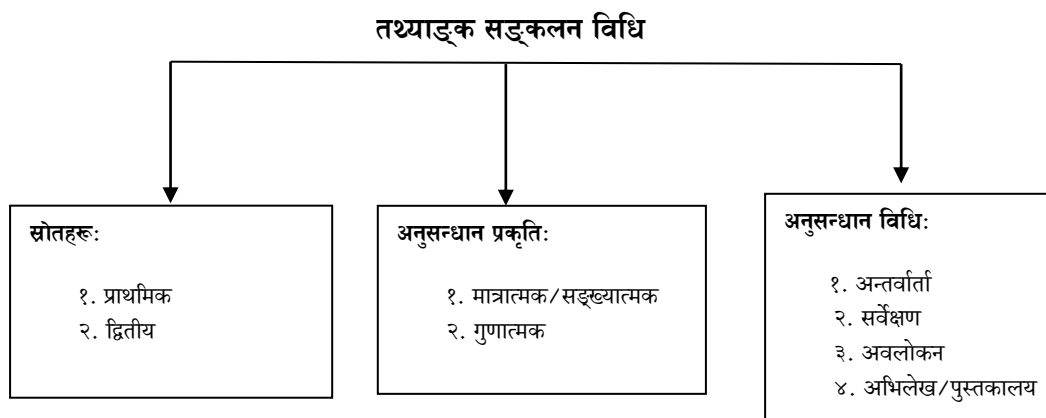 तथ्याङ्क सङ्कलन विधि
स्रोतहरू:
१. प्राथमिक
२. द्वितीय
अनुसन्धान प्रकृति:
१. मात्रात्मक/सङ्ख्यात्मक
२. गुणात्मक
अनुसन्धान विधि:
१. अन्तर्वार्ता
२. सर्वेक्षण
३. अवलोकन
४. अभिलेख/पुस्तकालय